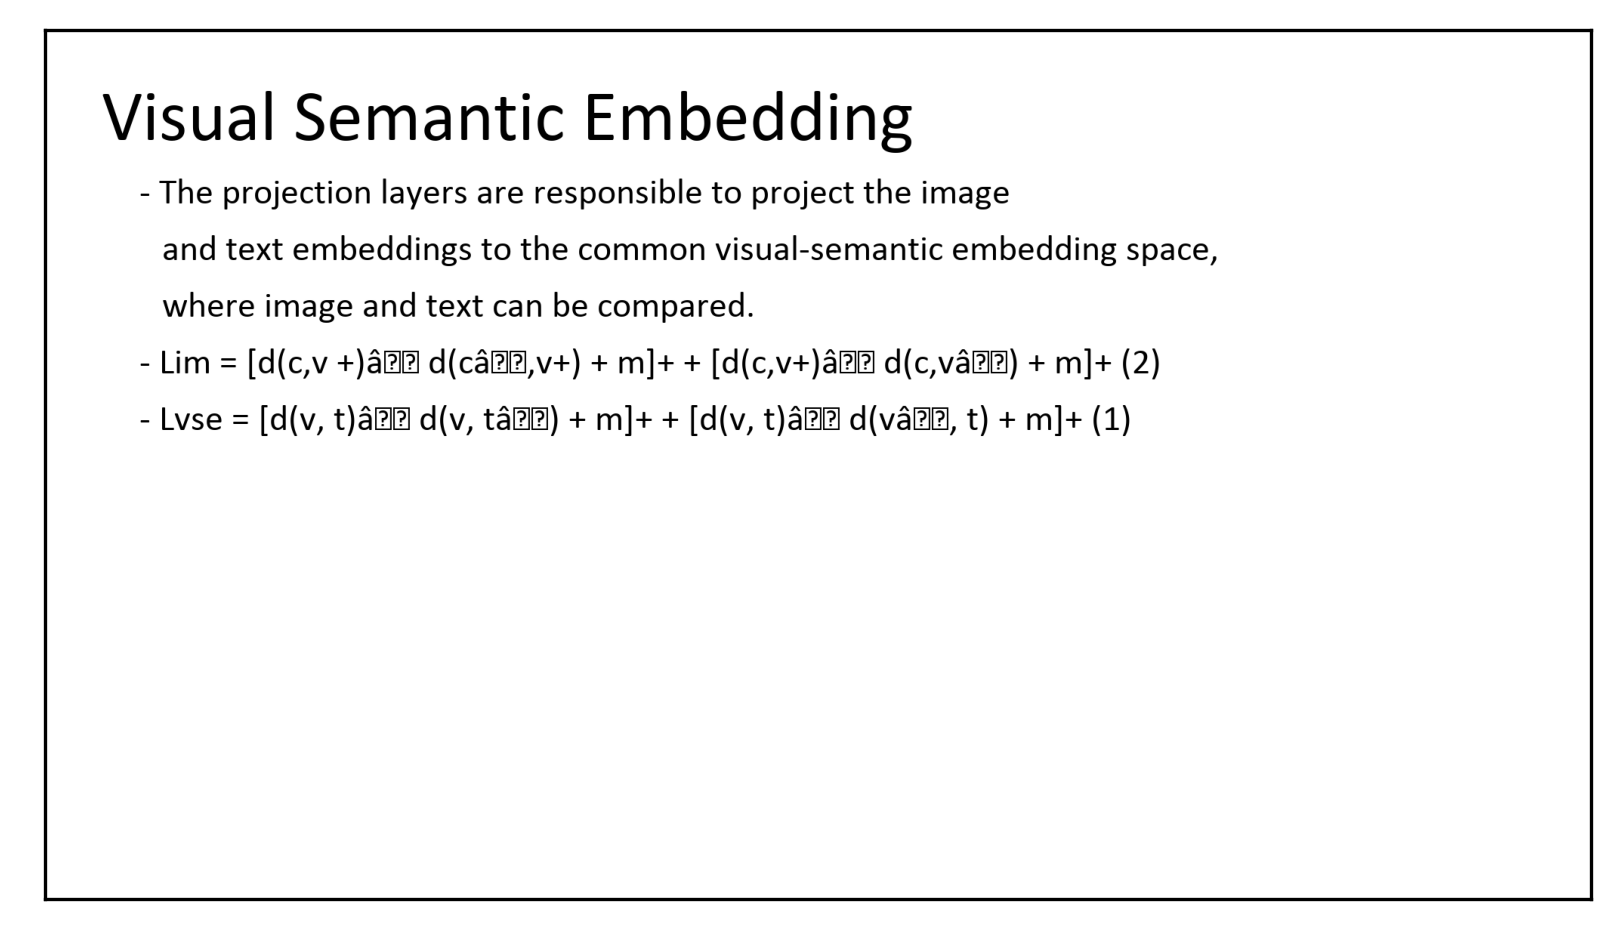 Visual Semantic Embedding
- The projection layers are responsible to project the image
and text embeddings to the common visual-semantic embedding space,
where image and text can be compared.
- Lim = [d(c,v +)â⍰⍰ d(câ⍰⍰,v+) + m]+ + [d(c,v+)â⍰⍰ d(c,vâ⍰⍰) + m]+ (2)
- Lvse = [d(v, t)â⍰⍰ d(v, tâ⍰⍰) + m]+ + [d(v, t)â⍰⍰ d(vâ⍰⍰, t) + m]+ (1)